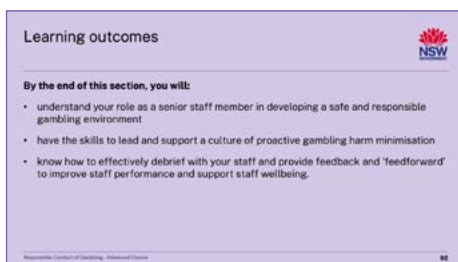 Learning outcomes
NSW
GOVERNMENT
By the end of this section, you will:
• understand your role as a senior staff member in developing a safe and responsible
gambling environment
• have the skills to lead and support a culture of proactive gambling harm minimisation
• know how to effectively debrief with your staff and provide feedback and 'feedforward'
to improve staff performance and support staff wellbeing.
Responsible Conduct of Gambling - Advanced Course
92